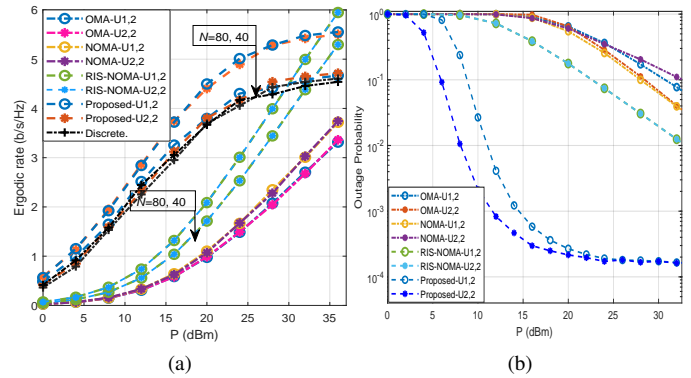 OMA-U1,2
OMA-U2,2
NOMA-U1,2
NOMA-U2,2
RIS-NOMA-U1,2
RIS-NOMA-U2,2
Proposed-U1,2
Proposed-U2,2
Discrete.
N=80, 40
N=80, 40
Ergodic rate (b/s/Hz)
6
5
4
3
2
1
0
0 5 10 15 20 25 30 35
P (dBm)
(a)
Outage Probability
10^0
10^-1
10^-2
10^-3
10^-4
OMA-U1,2
OMA-U2,2
NOMA-U1,2
NOMA-U2,2
RIS-NOMA-U1,2
RIS-NOMA-U2,2
Proposed-U1,2
Proposed-U2,2
0 5 10 15 20 25 30
P (dBm)
(b)